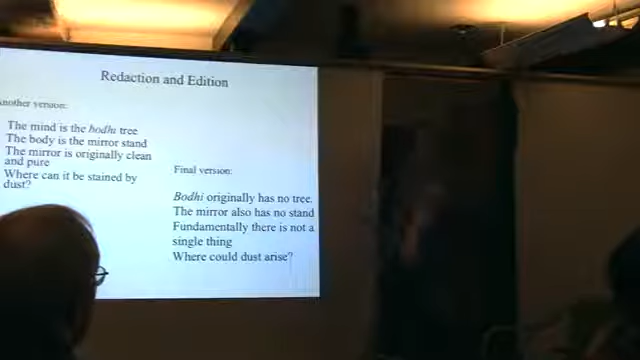 Redaction and Edition
nother version:
The mind is the bodhi tree
The body is the mirror stand
The mirror is originally clean
and pure
Where can it be stained by
dust?
Final version:
Bodhi originally has no tree.
The mirror also has no stand
Fundamentally there is not a
single thing
Where could dust arise?